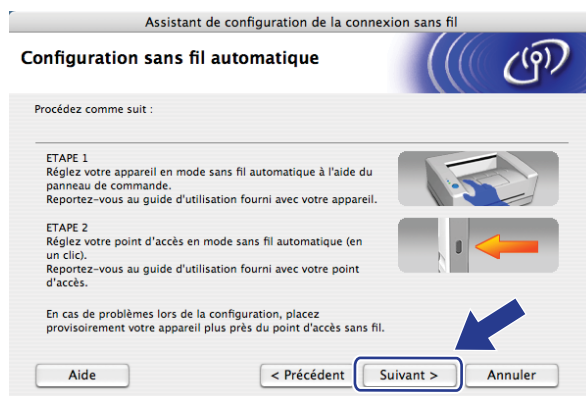 Assistant de configuration de la connexion sans fil
Configuration sans fil automatique
Procédez comme suit :
ETAPE 1
Réglez votre appareil en mode sans fil automatique à l'aide du
panneau de commande.
Reportez-vous au guide d'utilisation fourni avec votre appareil.
ETAPE 2
Réglez votre point d'accès en mode sans fil automatique (en
un clic).
Reportez-vous au guide d'utilisation fourni avec votre point
d'accès.
En cas de problèmes lors de la configuration, placez
provisoirement votre appareil plus près du point d'accès sans fil.
Aide
< Précédent
Suivant >
Annuler